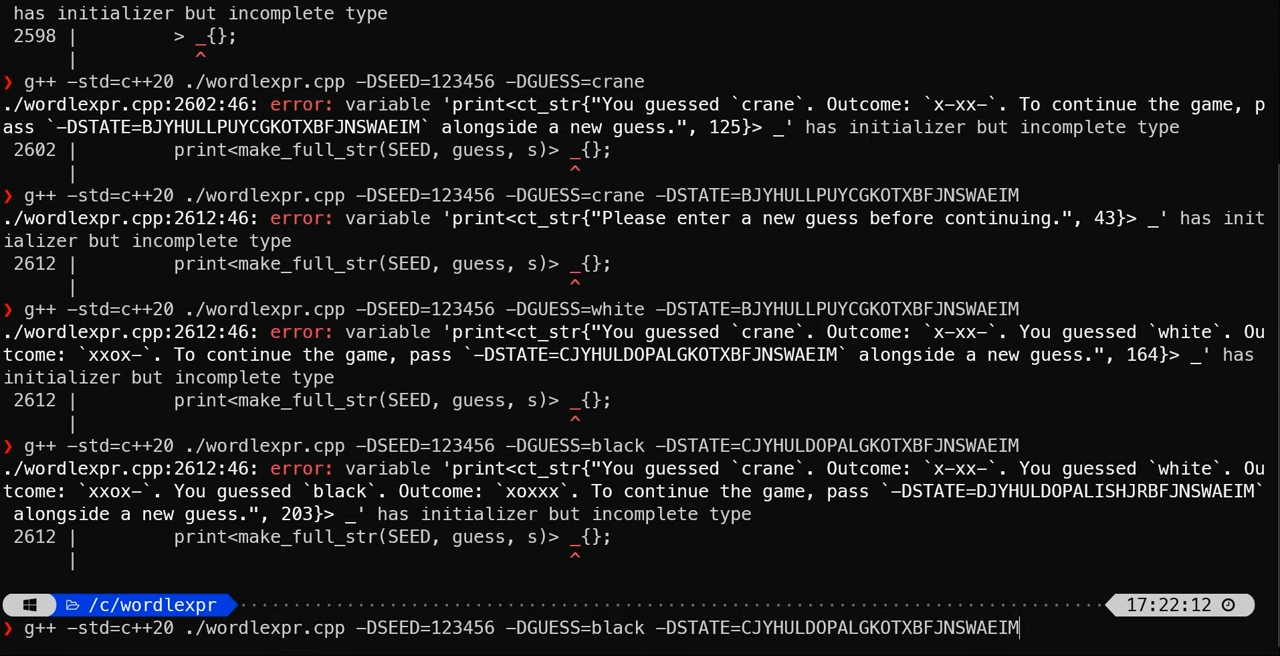 has initializer but incomplete type
2598 |         > _{};
|           ^
❯ g++ -std=c++20 ./wordlexpr.cpp -DSEED=123456 -DGUESS=crane
./wordlexpr.cpp:2602:46: error: variable 'print<ct_str{"You guessed `crane`. Outcome: `x-xx-`. To continue the game, p
ass `-DSTATE=BJYHULLPUYCGKOTXBFJNSWAEIM` alongside a new guess.", 125}> _' has initializer but incomplete type
2602 |         print<make_full_str(SEED, guess, s)> _{};
|                                              ^
❯ g++ -std=c++20 ./wordlexpr.cpp -DSEED=123456 -DGUESS=crane -DSTATE=BJYHULLPUYCGKOTXBFJNSWAEIM
./wordlexpr.cpp:2612:46: error: variable 'print<ct_str{"Please enter a new guess before continuing.", 43}> _' has init
ializer but incomplete type
2612 |         print<make_full_str(SEED, guess, s)> _{};
|                                              ^
❯ g++ -std=c++20 ./wordlexpr.cpp -DSEED=123456 -DGUESS=white -DSTATE=BJYHULLPUYCGKOTXBFJNSWAEIM
./wordlexpr.cpp:2612:46: error: variable 'print<ct_str{"You guessed `crane`. Outcome: `x-xx-`. You guessed `white`. Ou
tcome: `xxox-`. To continue the game, pass `-DSTATE=CJYHULDOPALGKOTXBFJNSWAEIM` alongside a new guess.", 164}> _' has
initializer but incomplete type
2612 |         print<make_full_str(SEED, guess, s)> _{};
|                                              ^
❯ g++ -std=c++20 ./wordlexpr.cpp -DSEED=123456 -DGUESS=black -DSTATE=CJYHULDOPALGKOTXBFJNSWAEIM
./wordlexpr.cpp:2612:46: error: variable 'print<ct_str{"You guessed `crane`. Outcome: `x-xx-`. You guessed `white`. Ou
tcome: `xxox-`. You guessed `black`. Outcome: `xoxxx`. To continue the game, pass `-DSTATE=DJYHULDOPALISHJRBFJNSWAEIM`
alongside a new guess.", 203}> _' has initializer but incomplete type
2612 |         print<make_full_str(SEED, guess, s)> _{};
|                                              ^
/c/wordlexpr 17:22:12
❯ g++ -std=c++20 ./wordlexpr.cpp -DSEED=123456 -DGUESS=black -DSTATE=CJYHULDOPALGKOTXBFJNSWAEIM